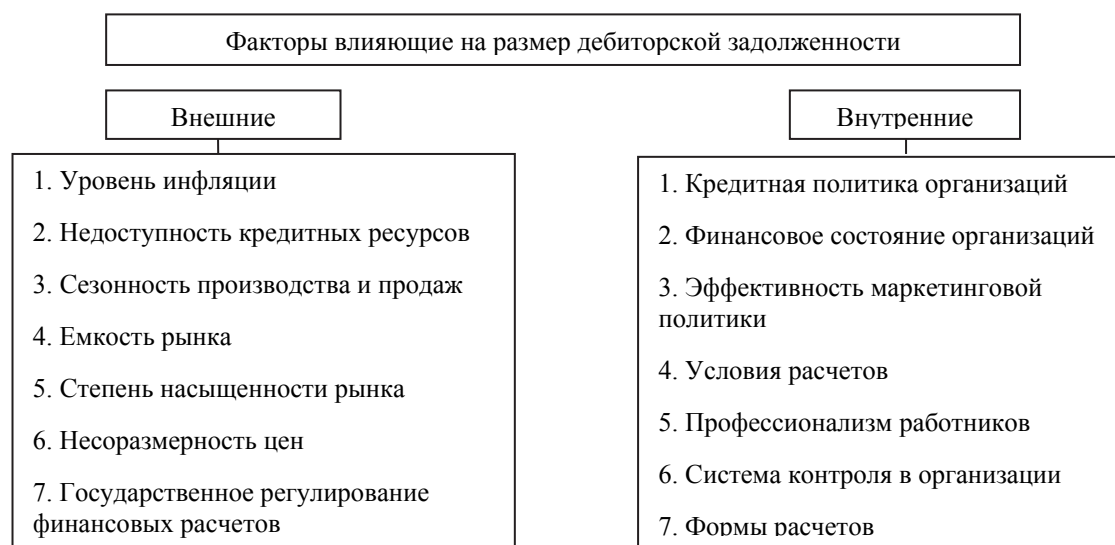 Факторы влияющие на размер дебиторской задолженности
Внешние
1. Уровень инфляции
2. Недоступность кредитных ресурсов
3. Сезонность производства и продаж
4. Емкость рынка
5. Степень насыщенности рынка
6. Несоразмерность цен
7. Государственное регулирование
финансовых расчетов
Внутренние
1. Кредитная политика организаций
2. Финансовое состояние организаций
3. Эффективность маркетинговой
политики
4. Условия расчетов
5. Профессионализм работников
6. Система контроля в организации
7. Формы расчетов